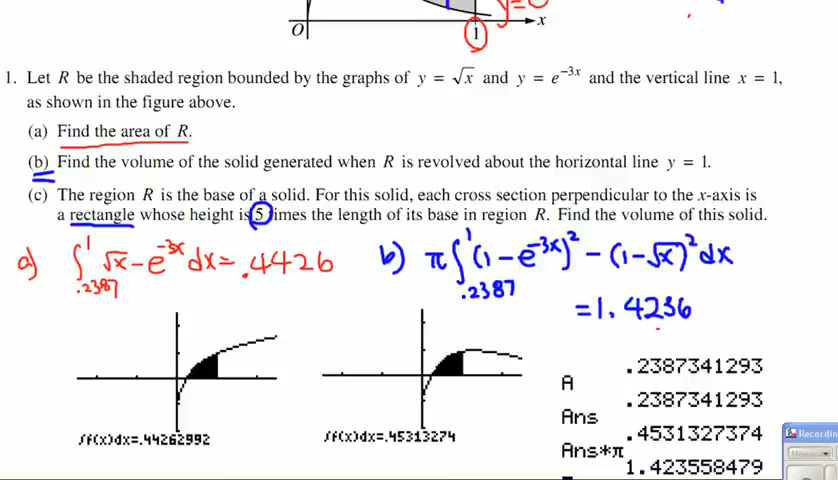 y=0
O
1
x
1. Let R be the shaded region bounded by the graphs of y = √x and y = e^{-3x} and the vertical line x = 1,
as shown in the figure above.
(a) Find the area of R.
(b) Find the volume of the solid generated when R is revolved about the horizontal line y = 1.
(c) The region R is the base of a solid. For this solid, each cross section perpendicular to the x-axis is
a rectangle whose height is 5 times the length of its base in region R. Find the volume of this solid.
a) ∫_{.2387}^{1} √x - e^{-3x} dx = .4426
b) π∫_{.2387}^{1} (1 - e^{-3x})^2 - (1 - √x)^2 dx
= 1.4236
∫f(x)dx=.44262992
∫f(x)dx=.45313274
.2387341293
A
.2387341293
Ans
.4531327374
Ans*π
1.423558479
Recordin